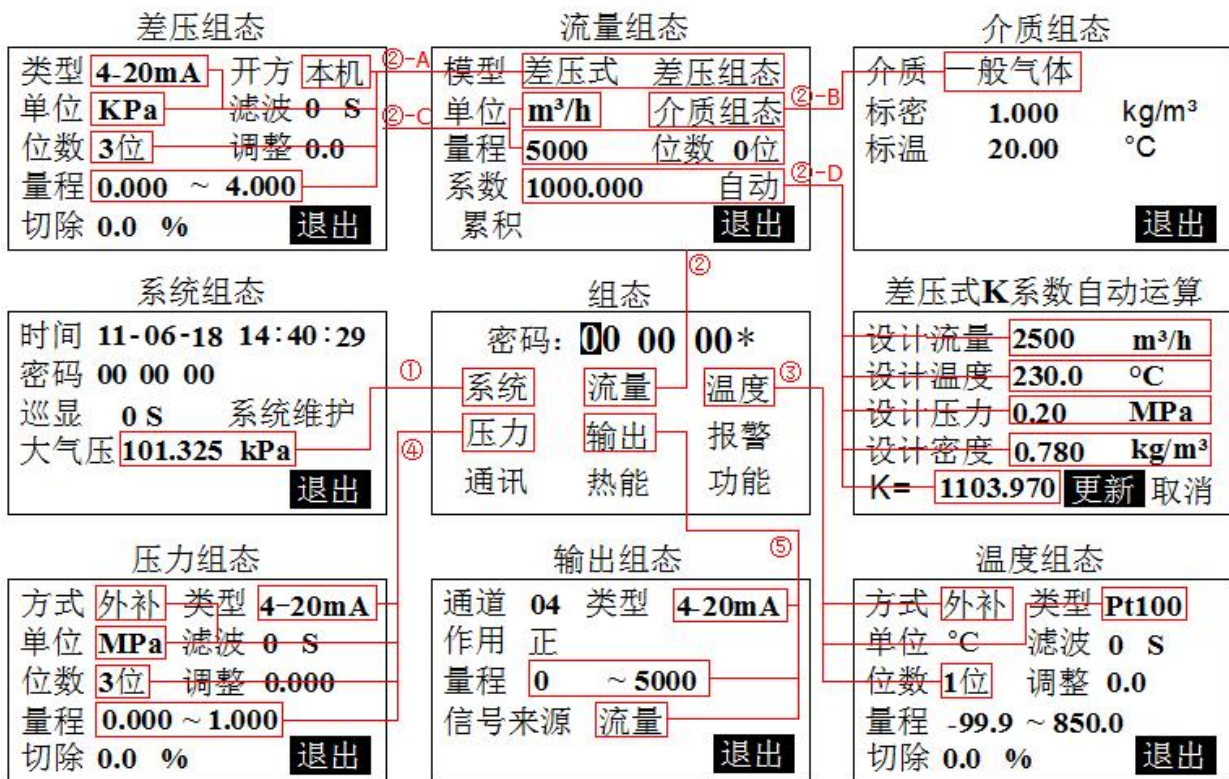 差压组态
类型 4-20mA 开方 本机
单位 KPa 滤波 0 S
位数 3位 调整 0.0
量程 0.000 ~ 4.000
切除 0.0 % 退出
②-A
②-C
流量组态
模型 差压式 差压组态
单位 m³/h 介质组态
量程 5000 位数 0位
系数 1000.000 自动
累积 退出
②-B
②-D
②
介质组态
介质 一般气体
标密 1.000 kg/m³
标温 20.00 °C
退出
系统组态
时间 11-06-18 14:40:29
密码 00 00 00
巡显 0 S 系统维护
大气压 101.325 kPa
退出
①
④
组态
密码: 00 00 00*
系统 流量 温度
压力 输出 报警
通讯 热能 功能
③
⑤
差压式K系数自动运算
设计流量 2500 m³/h
设计温度 230.0 °C
设计压力 0.20 MPa
设计密度 0.780 kg/m³
K= 1103.970 更新 取消
压力组态
方式 外补 类型 4-20mA
单位 MPa 滤波 0 S
位数 3位 调整 0.000
量程 0.000 ~ 1.000
切除 0.0 % 退出
输出组态
通道 04 类型 4-20mA
作用 正
量程 0 ~ 5000
信号来源 流量
退出
温度组态
方式 外补 类型 Pt100
单位 °C 滤波 0 S
位数 1位 调整 0.0
量程 -99.9 ~ 850.0
切除 0.0 % 退出